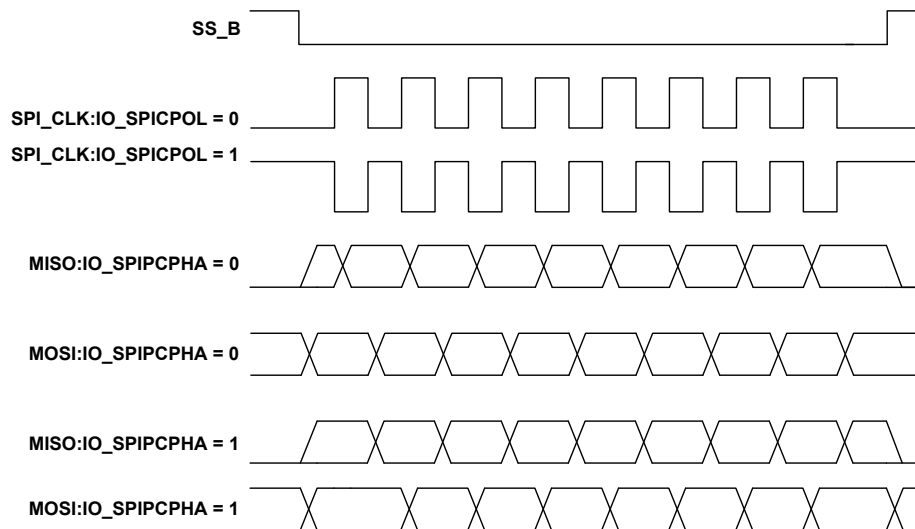 SS_B
SPI_CLK:IO_SPICPOL = 0
SPI_CLK:IO_SPICPOL = 1
MISO:IO_SPIPCPHA = 0
MOSI:IO_SPIPCPHA = 0
MISO:IO_SPIPCPHA = 1
MOSI:IO_SPIPCPHA = 1